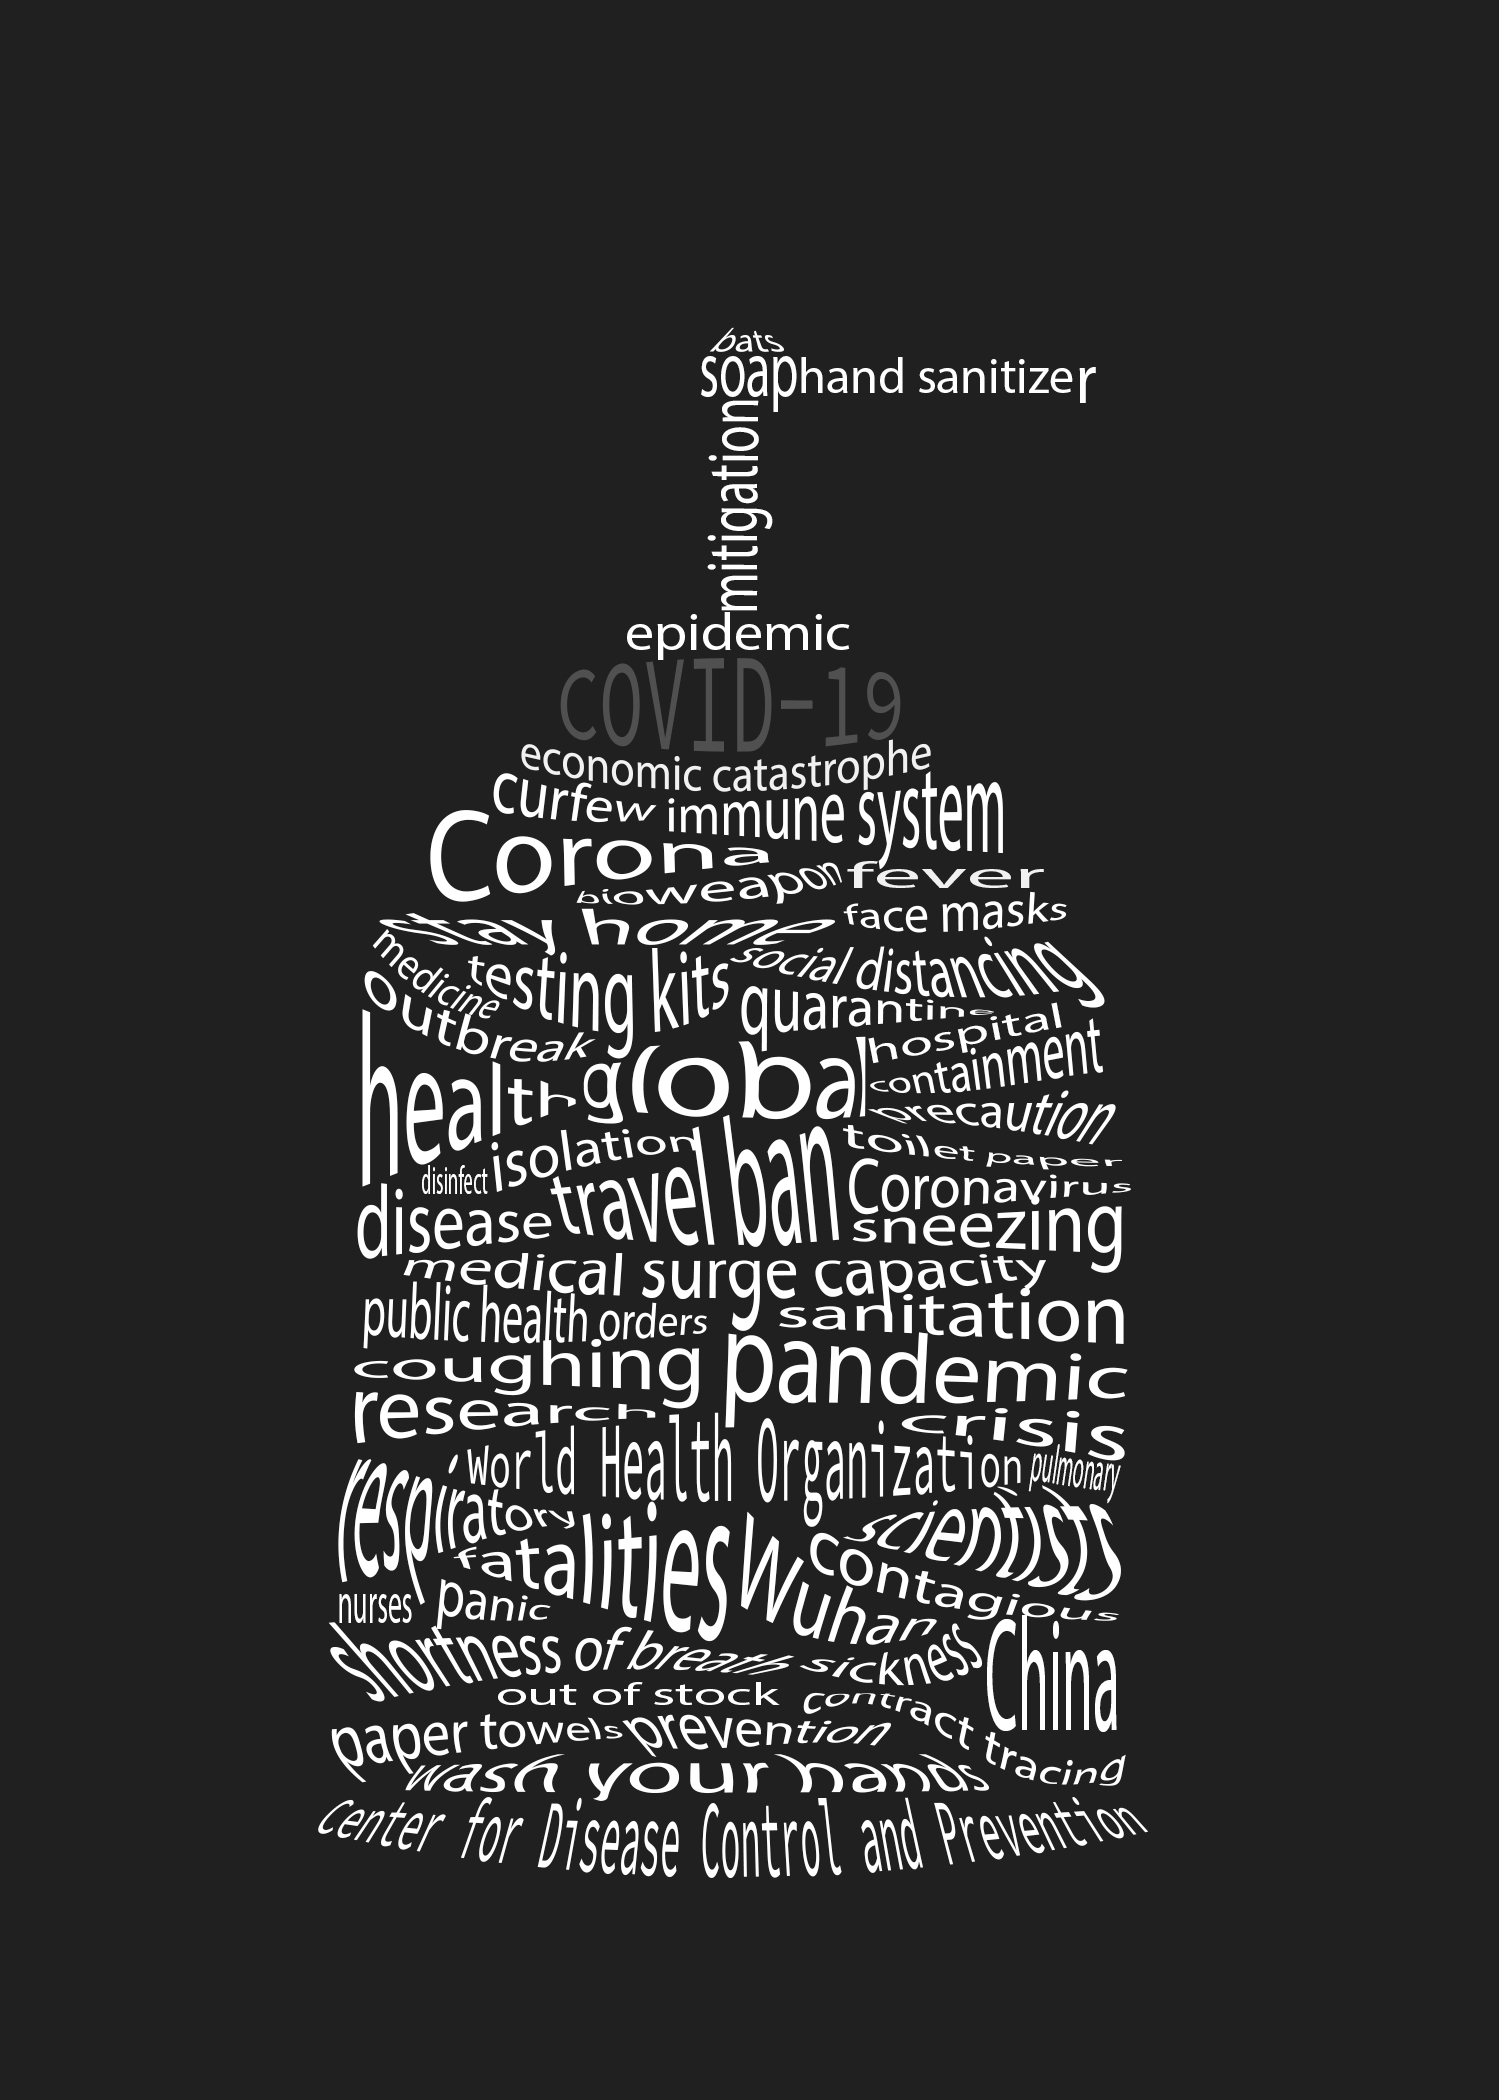 bats
soap hand sanitizer
mitigation
epidemic
COVID-19
economic catastrophe
curfew immune system
Corona
bioweapon fever
stay home face masks
medicine testing kits social distancing
outbreak quarantine
hospital
health global containment
precaution
isolation toilet paper
disinfect travel ban Coronavirus
disease sneezing
medical surge capacity
public health orders sanitation
coughing pandemic
research crisis
World Health Organization pulmonary
respiratory scientists
fatalities Wuhan contagious
nurses panic
shortness of breath sickness China
out of stock contract tracing
paper towels prevention
wash your hands
Center for Disease Control and Prevention